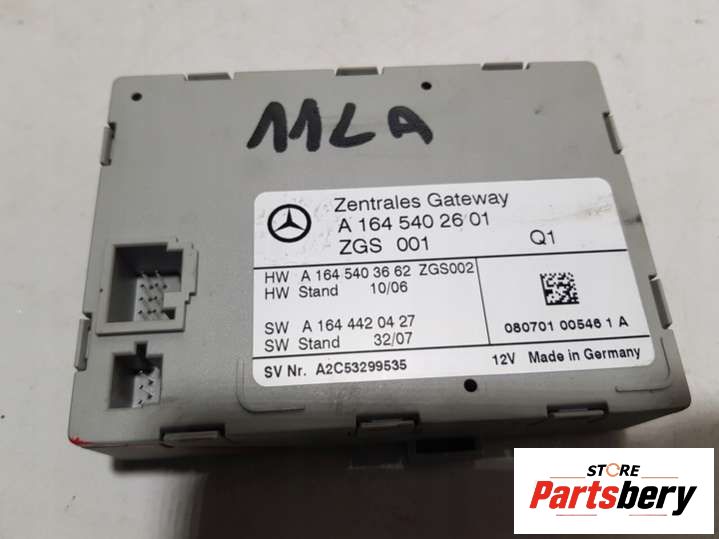 11LA
Zentrales Gateway
A 164 540 26 01
ZGS 001 Q1
HW A 164 540 36 62 ZGS002
HW Stand 10/06
SW A 164 442 04 27
SW Stand 32/07
080701 00546 1 A
SV Nr. A2C53299535 12V Made in Germany
STORE
Partsbery